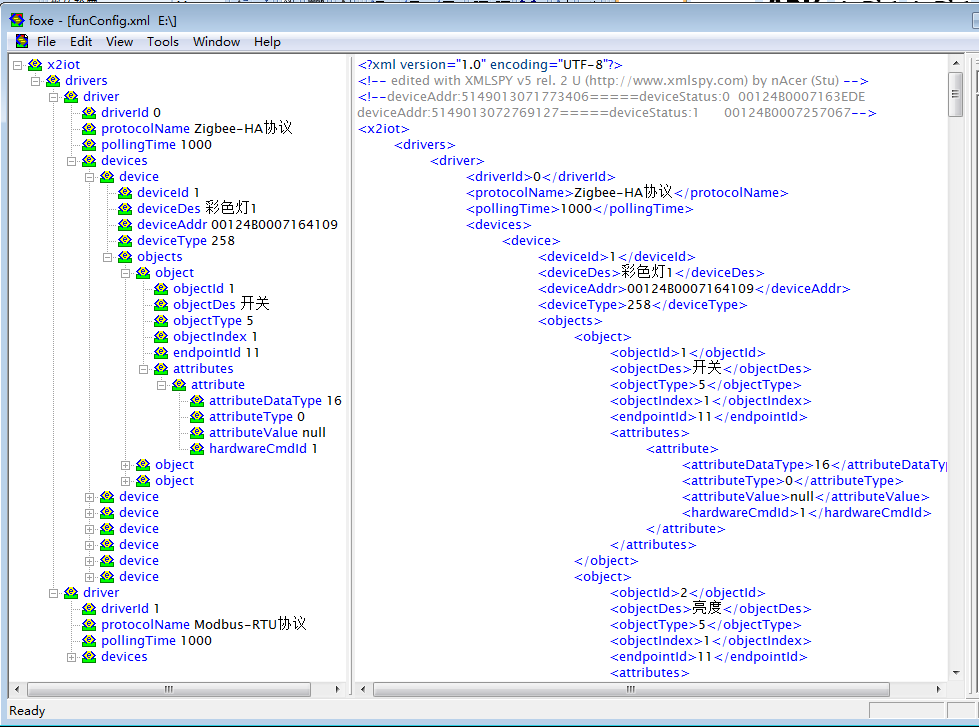 foxe - [funConfig.xml E:\]
File Edit View Tools Window Help
x2iot
drivers
driver
driverId 0
protocolName Zigbee-HA协议
pollingTime 1000
devices
device
deviceId 1
deviceDes 彩色灯1
deviceAddr 00124B0007164109
deviceType 258
objects
object
objectId 1
objectDes 开关
objectType 5
objectIndex 1
endpointId 11
attributes
attribute
attributeDataType 16
attributeType 0
attributeValue null
hardwareCmdId 1
object
object
device
device
device
device
device
device
driver
driverId 1
protocolName Modbus-RTU协议
pollingTime 1000
devices
<?xml version="1.0" encoding="UTF-8"?>
<!-- edited with XMLSPY v5 rel. 2 U (http://www.xmlspy.com) by nAcer (Stu) -->
<!--deviceAddr:5149013071773406=====deviceStatus:0 00124B0007163EDE
deviceAddr:5149013072769127=====deviceStatus:1 00124B0007257067-->
<x2iot>
<drivers>
<driver>
<driverId>0</driverId>
<protocolName>Zigbee-HA协议</protocolName>
<pollingTime>1000</pollingTime>
<devices>
<device>
<deviceId>1</deviceId>
<deviceDes>彩色灯1</deviceDes>
<deviceAddr>00124B0007164109</deviceAddr>
<deviceType>258</deviceType>
<objects>
<object>
<objectId>1</objectId>
<objectDes>开关</objectDes>
<objectType>5</objectType>
<objectIndex>1</objectIndex>
<endpointId>11</endpointId>
<attributes>
<attribute>
<attributeDataType>16</attributeDataTy
<attributeType>0</attributeType>
<attributeValue>null</attributeValue>
<hardwareCmdId>1</hardwareCmdId>
</attribute>
</attributes>
</object>
<object>
<objectId>2</objectId>
<objectDes>亮度</objectDes>
<objectType>5</objectType>
<objectIndex>1</objectIndex>
<endpointId>11</endpointId>
<attributes>
Ready